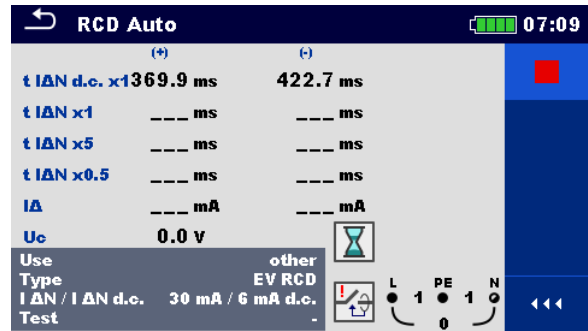 RCD Auto 07:09
(+) (-)
t IΔN d.c. x1 369.9 ms 422.7 ms
t IΔN x1 ___ ms ___ ms
t IΔN x5 ___ ms ___ ms
t IΔN x0.5 ___ ms ___ ms
IΔ ___ mA ___ mA
Uc 0.0 V
Use other
Type EV RCD
I ΔN / I ΔN d.c. 30 mA / 6 mA d.c.
Test -
L PE N
1 1
0